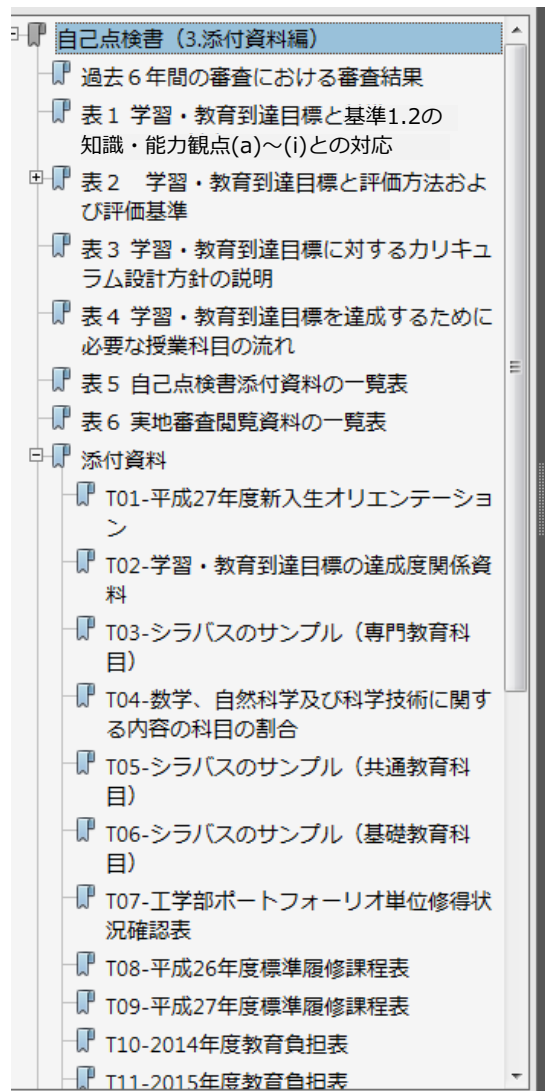 自己点検書（3.添付資料編）
過去６年間の審査における審査結果
表１ 学習・教育到達目標と基準1.2の
知識・能力観点(a)～(i)との対応
表２　学習・教育到達目標と評価方法およ
び評価基準
表３ 学習・教育到達目標に対するカリキュ
ラム設計方針の説明
表４ 学習・教育到達目標を達成するために
必要な授業科目の流れ
表５ 自己点検書添付資料の一覧表
表６ 実地審査閲覧資料の一覧表
添付資料
T01-平成27年度新入生オリエンテーショ
ン
T02-学習・教育到達目標の達成度関係資
料
T03-シラバスのサンプル（専門教育科
目）
T04-数学、自然科学及び科学技術に関す
る内容の科目の割合
T05-シラバスのサンプル（共通教育科
目）
T06-シラバスのサンプル（基礎教育科
目）
T07-工学部ポートフォーリオ単位修得状
況確認表
T08-平成26年度標準履修課程表
T09-平成27年度標準履修課程表
T10-2014年度教育負担表
T11-2015年度教育負担表